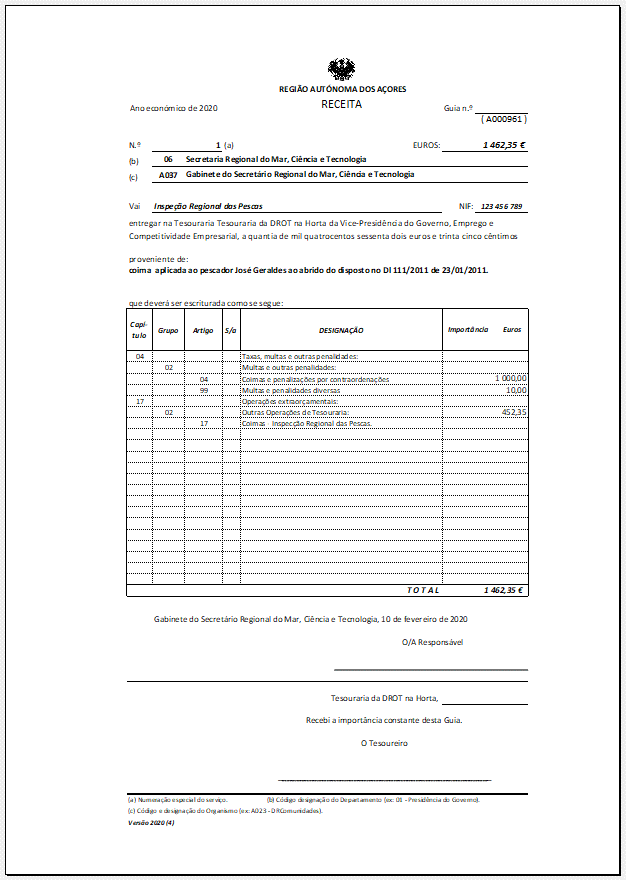 REGIÃO AUTÓNOMA DOS AÇORES
Ano económico de 2020 RECEITA Guia n.º
( A000961 )
N.º 1 (a) EUROS: 1 462,35 €
(b) 06 Secretaria Regional do Mar, Ciência e Tecnologia
(c) A037 Gabinete do Secretário Regional do Mar, Ciência e Tecnologia
Vai Inspeção Regional das Pescas NIF: 123 456 789
entregar na Tesouraria Tesouraria da DROT na Horta da Vice-Presidência do Governo, Emprego e
Competitividade Empresarial, a quantia de mil quatrocentos sessenta dois euros e trinta cinco cêntimos
proveniente de:
coima aplicada ao pescador José Geraldes ao abrido do disposto no Dl 111/2011 de 23/01/2011.
que deverá ser escriturada como se segue:
Capí-
tulo Grupo Artigo S/a DESIGNAÇÃO Importância Euros
04 Taxas, multas e outras penalidades:
02 Multas e outras penalidades:
04 Coimas e penalizações por contraordenações 1 000,00
99 Multas e penalidades diversas 10,00
17 Operações extraorçamentais:
02 Outras Operações de Tesouraria: 452,35
17 Coimas - Inspecção Regional das Pescas.
T O T A L 1 462,35 €
Gabinete do Secretário Regional do Mar, Ciência e Tecnologia, 10 de fevereiro de 2020
O/A Responsável
Tesouraria da DROT na Horta,
Recebi a importância constante desta Guia.
O Tesoureiro
(a) Numeração especial do serviço. (b) Código designação do Departamento (ex: 01 - Presidência do Governo).
(c) Código e designação do Organismo (ex: A023 - DRComunidades).
Versão 2020 (4)